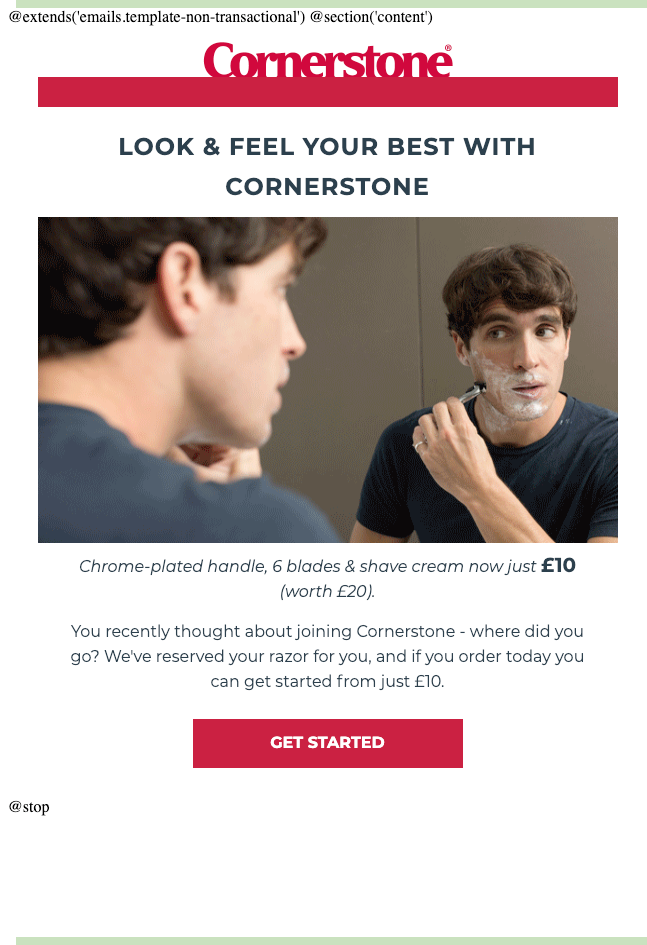 @extends('emails.template-non-transactional') @section('content')
Cornerstone®
LOOK & FEEL YOUR BEST WITH
CORNERSTONE
Chrome-plated handle, 6 blades & shave cream now just £10
(worth £20).
You recently thought about joining Cornerstone - where did you
go? We've reserved your razor for you, and if you order today you
can get started from just £10.
GET STARTED
@stop